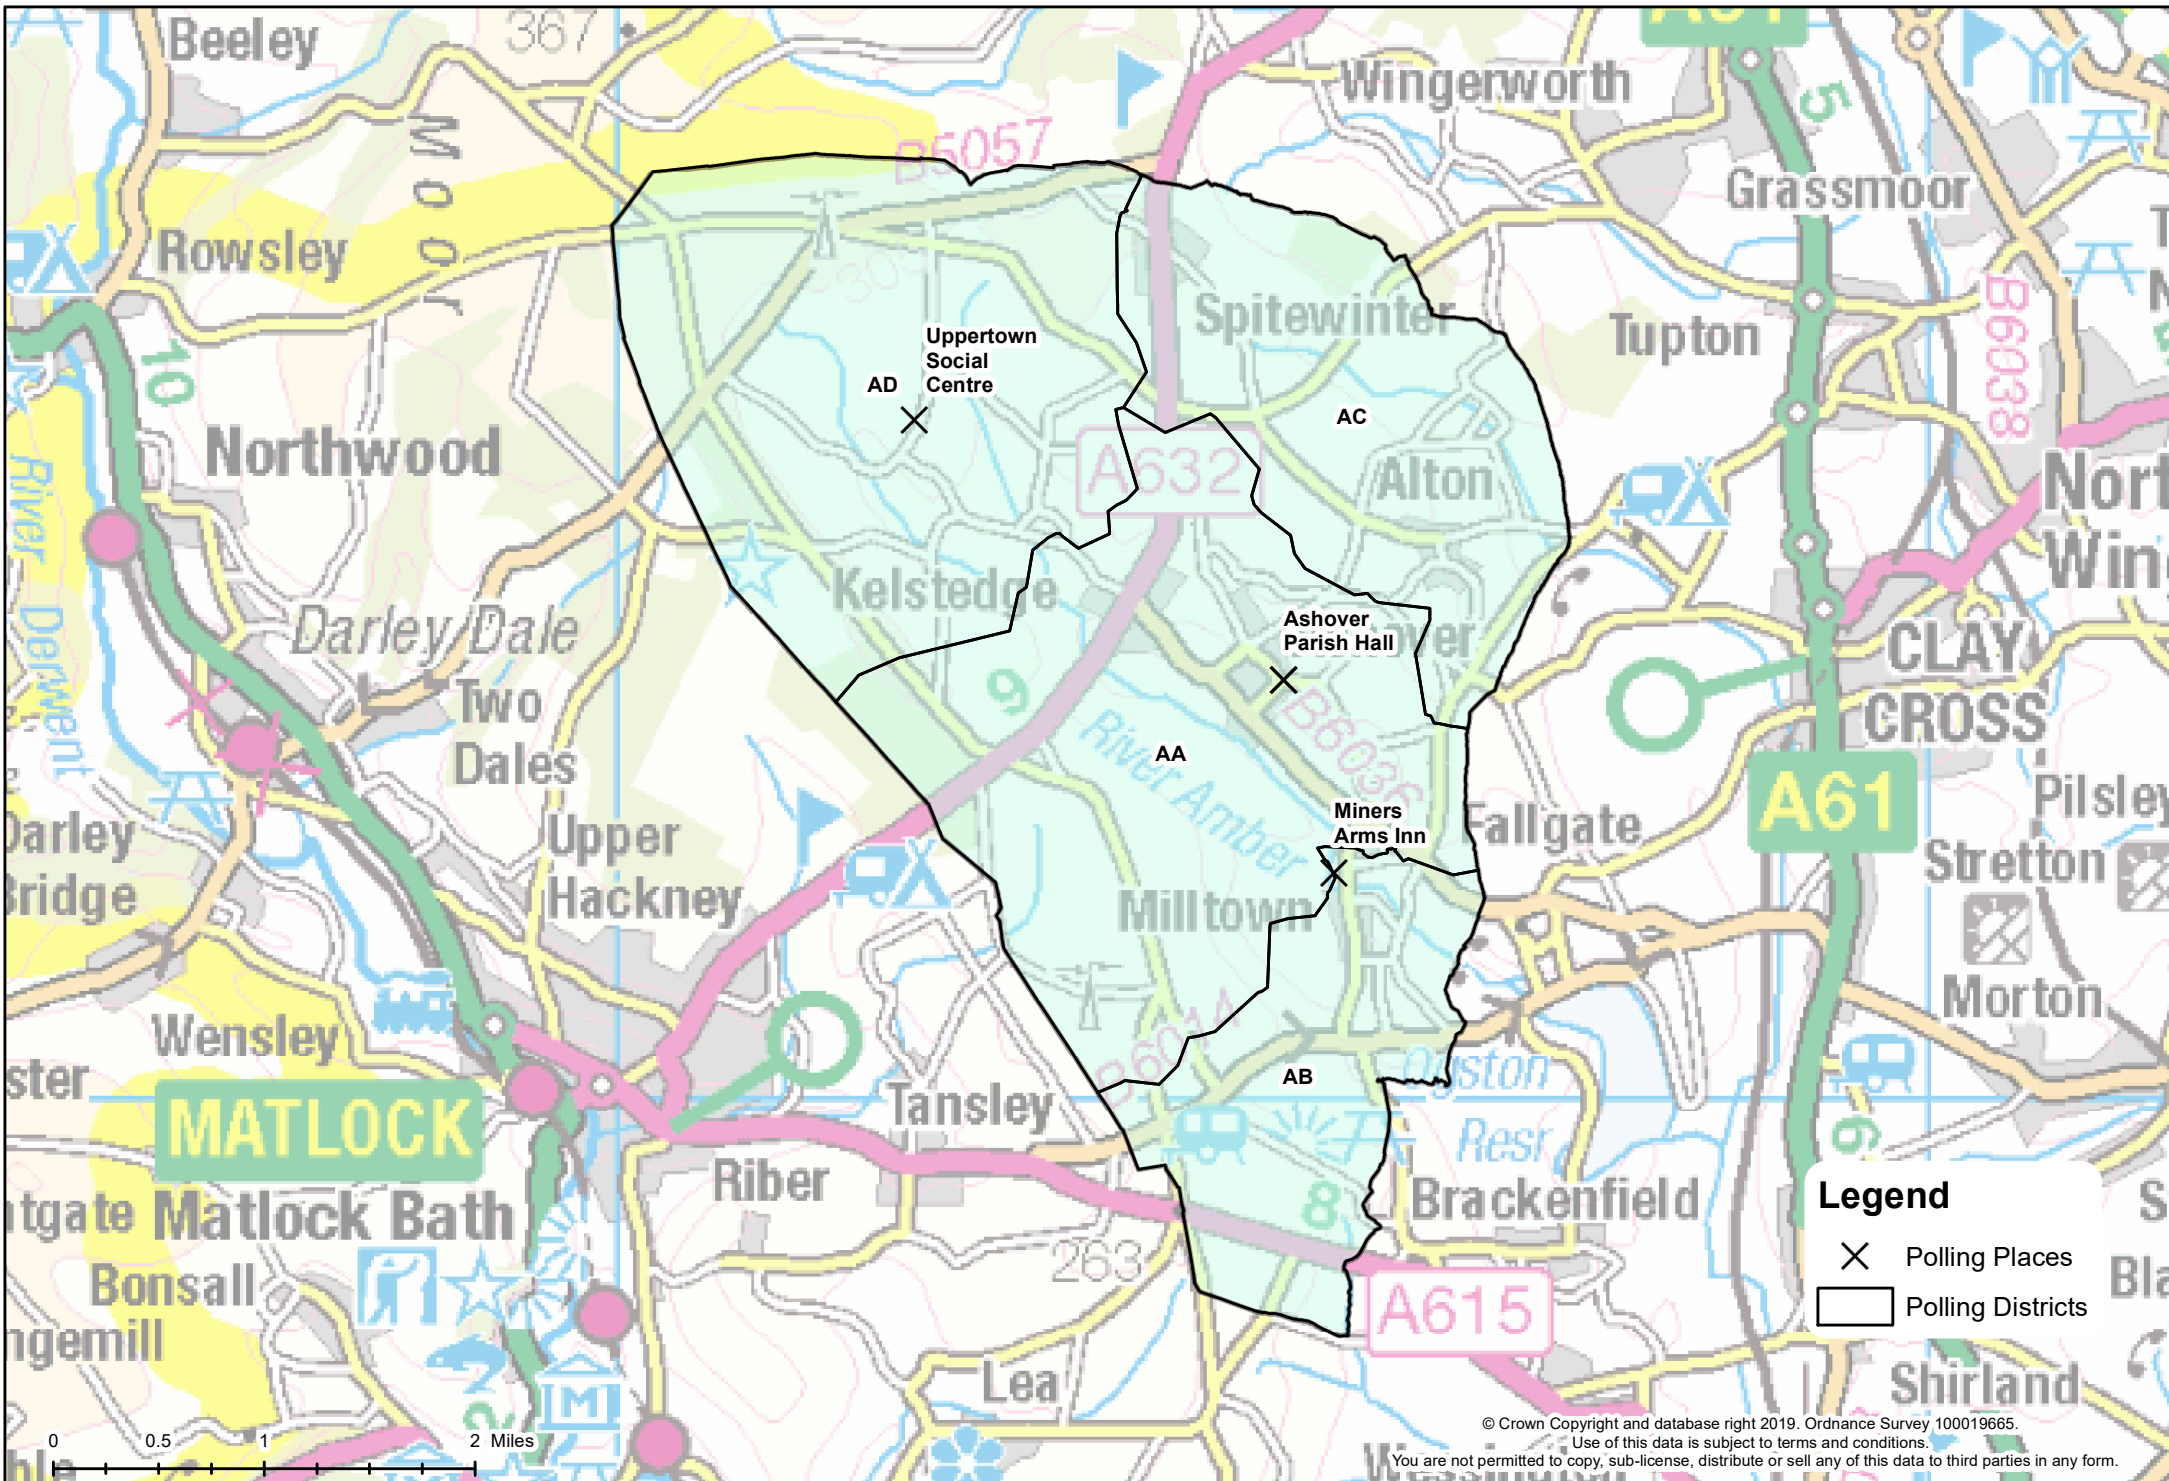 Beeley
367
B5057
Wingerworth
5
Moor
Grassmoor
Rowsley
Spitewinter
B6038
Tupton
10
Uppertown
Social
Centre
AD
AC
Northwood
A632
Alton
River
Derwent
Kelstedge
Darley Dale
Ashover
Parish Hall
CLAY
CROSS
Two
Dales
9
River Amber
B6036
AA
A61
Pilsley
Miners
Arms Inn
Fallgate
Upper
Hackney
Darley
Bridge
Stretton
Milltown
Morton
Wensley
B6014
AB
Resr
MATLOCK
Tansley
6
Riber
Brackenfield
Matlock Bath
8
Legend
Polling Places
Polling Districts
263
Bonsall
A615
Lea
Shirland
0 0.5 1 2 Miles
© Crown Copyright and database right 2019. Ordnance Survey 100019665.
Use of this data is subject to terms and conditions.
You are not permitted to copy, sub-license, distribute or sell any of this data to third parties in any form.